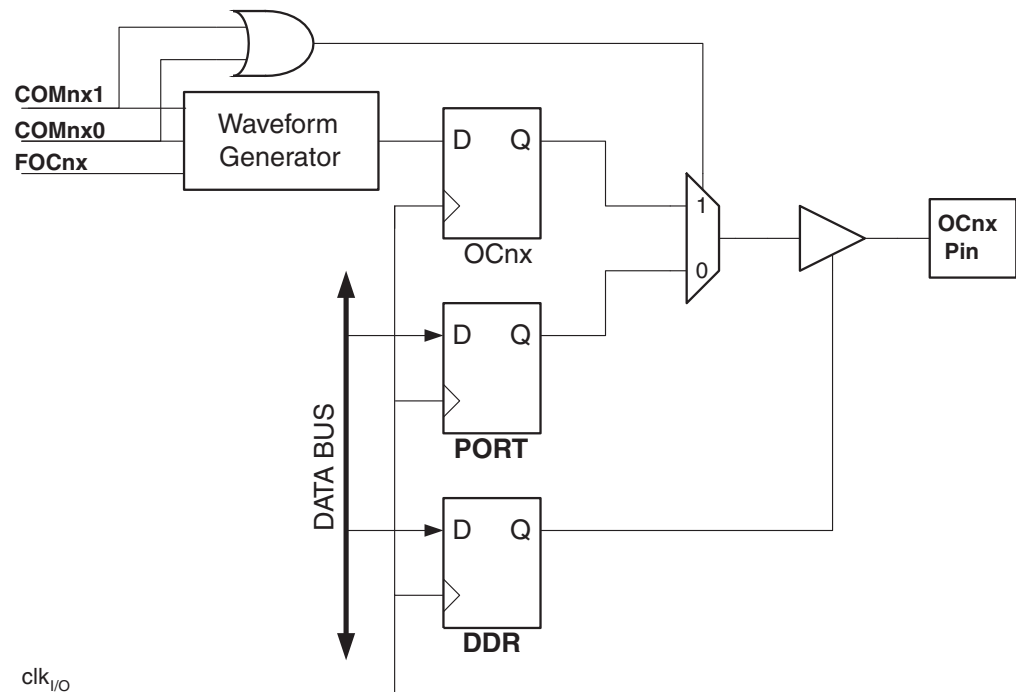 COMnx1
COMnx0
FOCnx
Waveform
Generator
D Q
OCnx
1
0
OCnx
Pin
DATA BUS
D Q
PORT
D Q
DDR
clkI/O